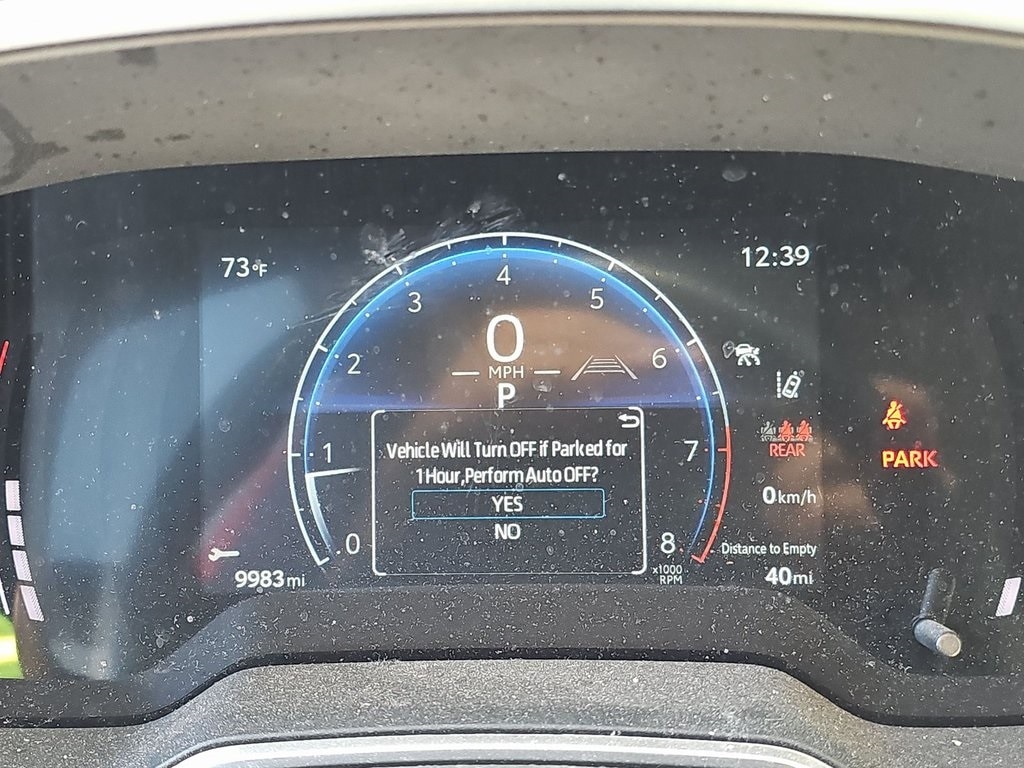 73°F
12:39
4
3
5
0
2
6
MPH
P
Vehicle Will Turn OFF if Parked for
1 Hour,Perform Auto OFF?
YES
NO
1
7
0
8
x1000
RPM
REAR
PARK
0km/h
Distance to Empty
40mi
9983mi